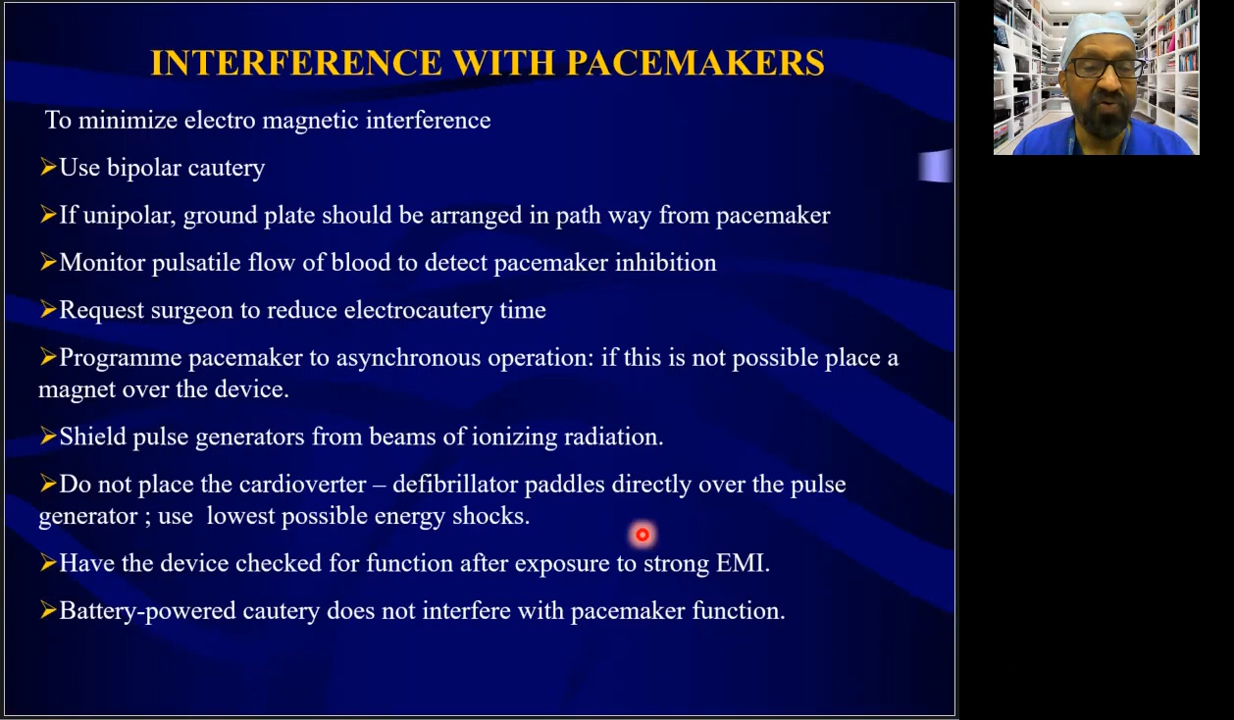 INTERFERENCE WITH PACEMAKERS
To minimize electro magnetic interference
➢Use bipolar cautery
➢If unipolar, ground plate should be arranged in path way from pacemaker
➢Monitor pulsatile flow of blood to detect pacemaker inhibition
➢Request surgeon to reduce electrocautery time
➢Programme pacemaker to asynchronous operation: if this is not possible place a
magnet over the device.
➢Shield pulse generators from beams of ionizing radiation.
➢Do not place the cardioverter – defibrillator paddles directly over the pulse
generator ; use lowest possible energy shocks.
➢Have the device checked for function after exposure to strong EMI.
➢Battery-powered cautery does not interfere with pacemaker function.